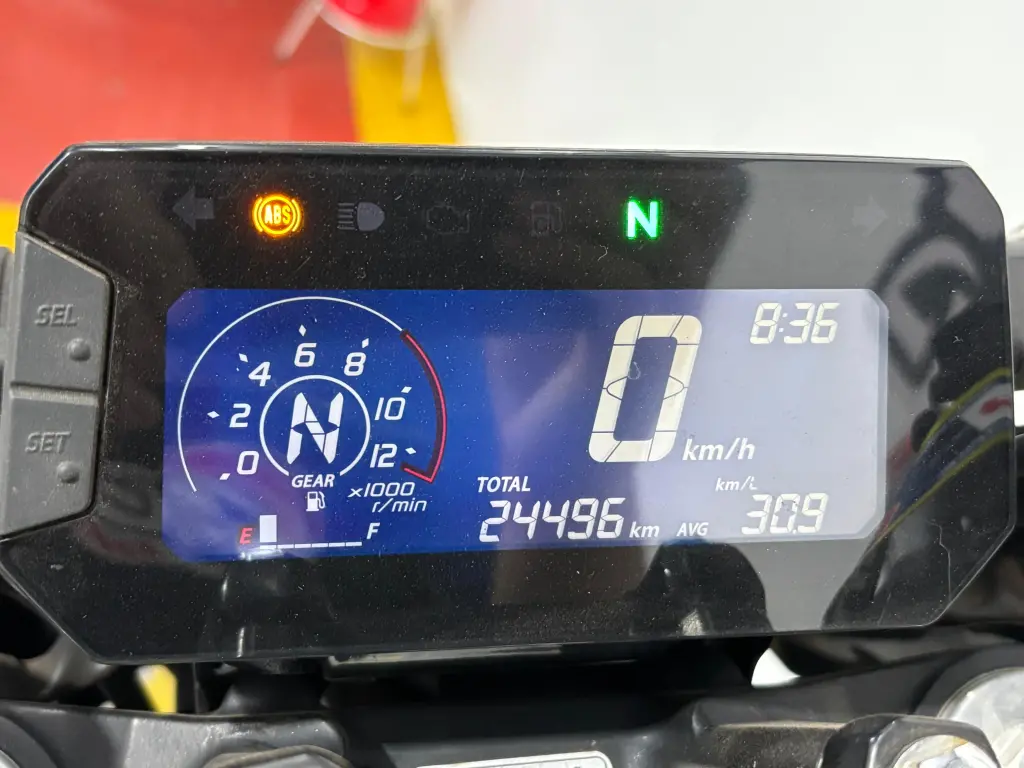 ABS N
SEL
8:36
6
4 8
2 N 10
0 12
0 km/h
SET
GEAR ×1000
r/min
TOTAL km/L
24496 km AVG 30.9
E F